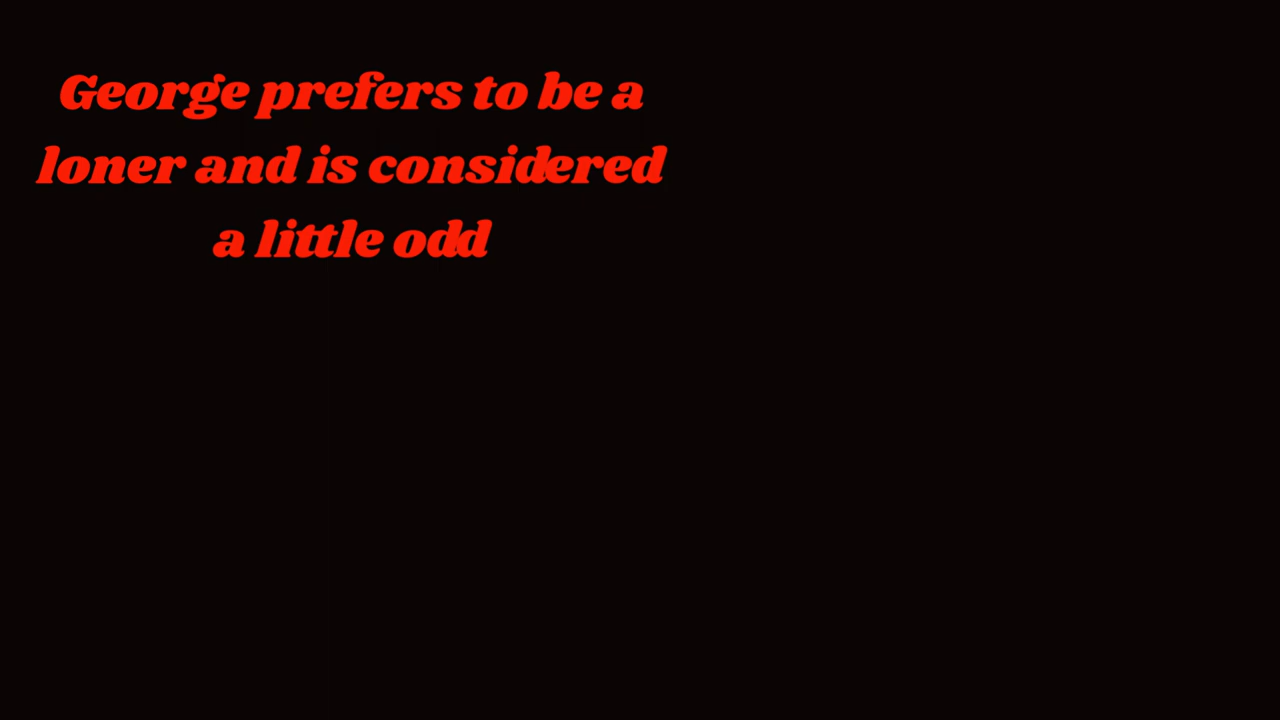 George prefers to be a
loner and is considered
a little odd